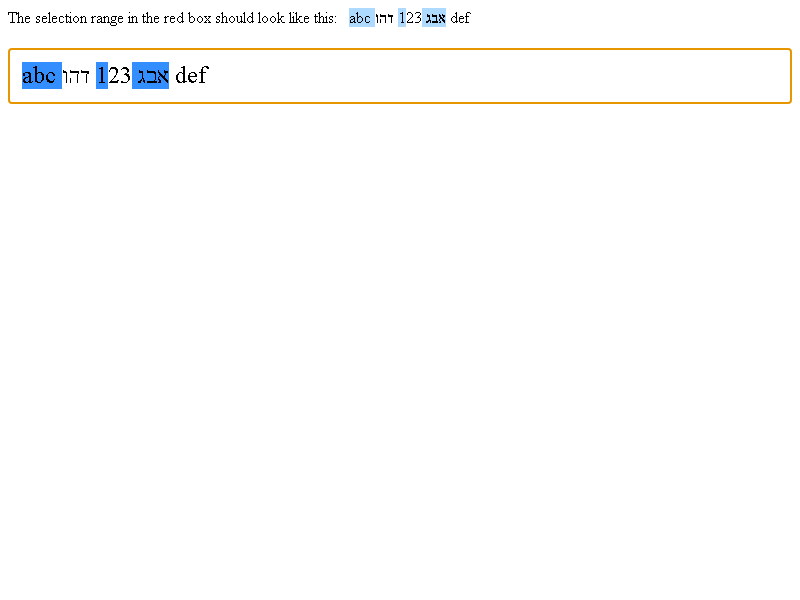 The selection range in the red box should look like this: abc אבג 123 דהו def
abc אבג 123 דהו def